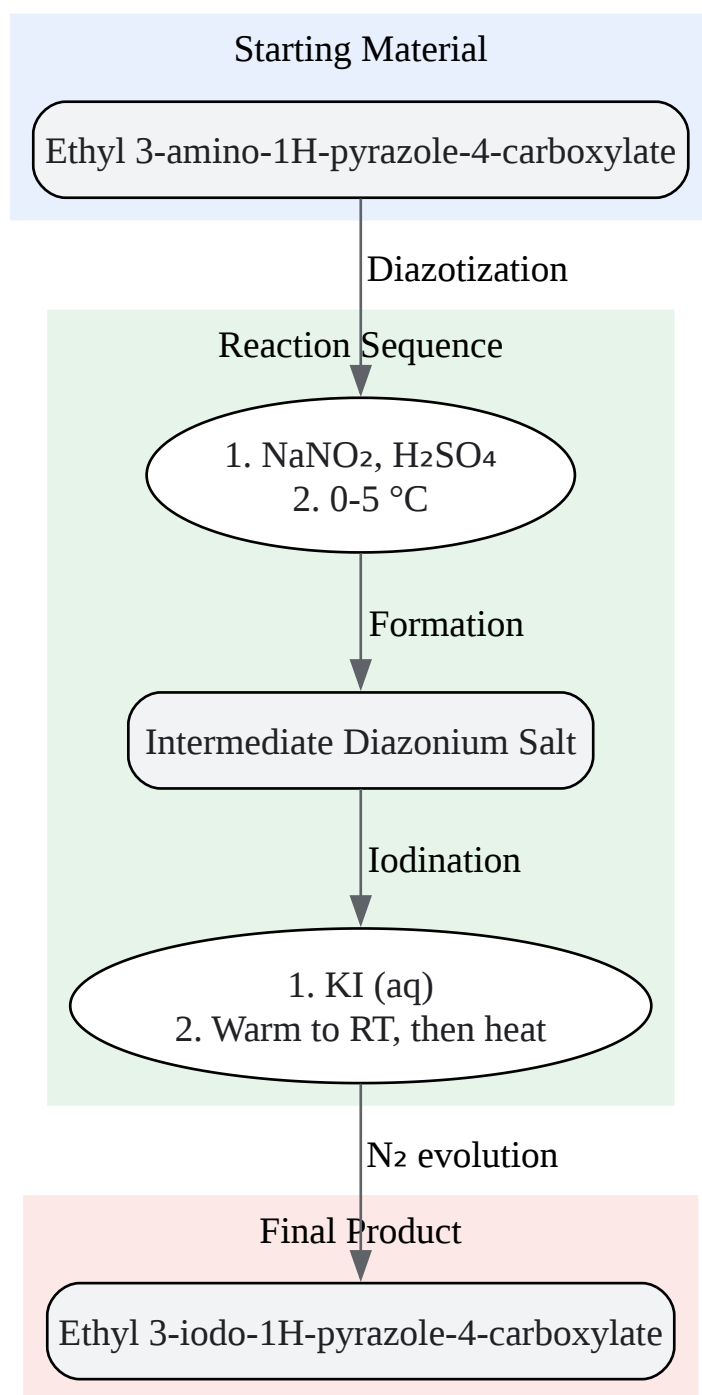 Starting Material
Ethyl 3-amino-1H-pyrazole-4-carboxylate
Diazotization
Reaction Sequence
1. NaNO₂, H₂SO₄
2. 0-5 °C
Formation
Intermediate Diazonium Salt
Iodination
1. KI (aq)
2. Warm to RT, then heat
N₂ evolution
Final Product
Ethyl 3-iodo-1H-pyrazole-4-carboxylate